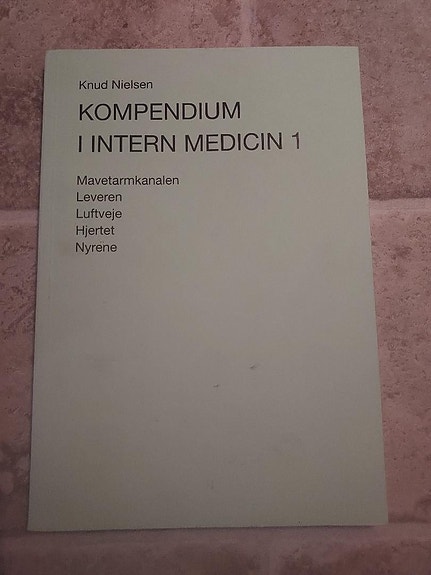 Knud Nielsen
KOMPENDIUM
I INTERN MEDICIN 1
Mavetarmkanalen
Leveren
Luftveje
Hjertet
Nyrene